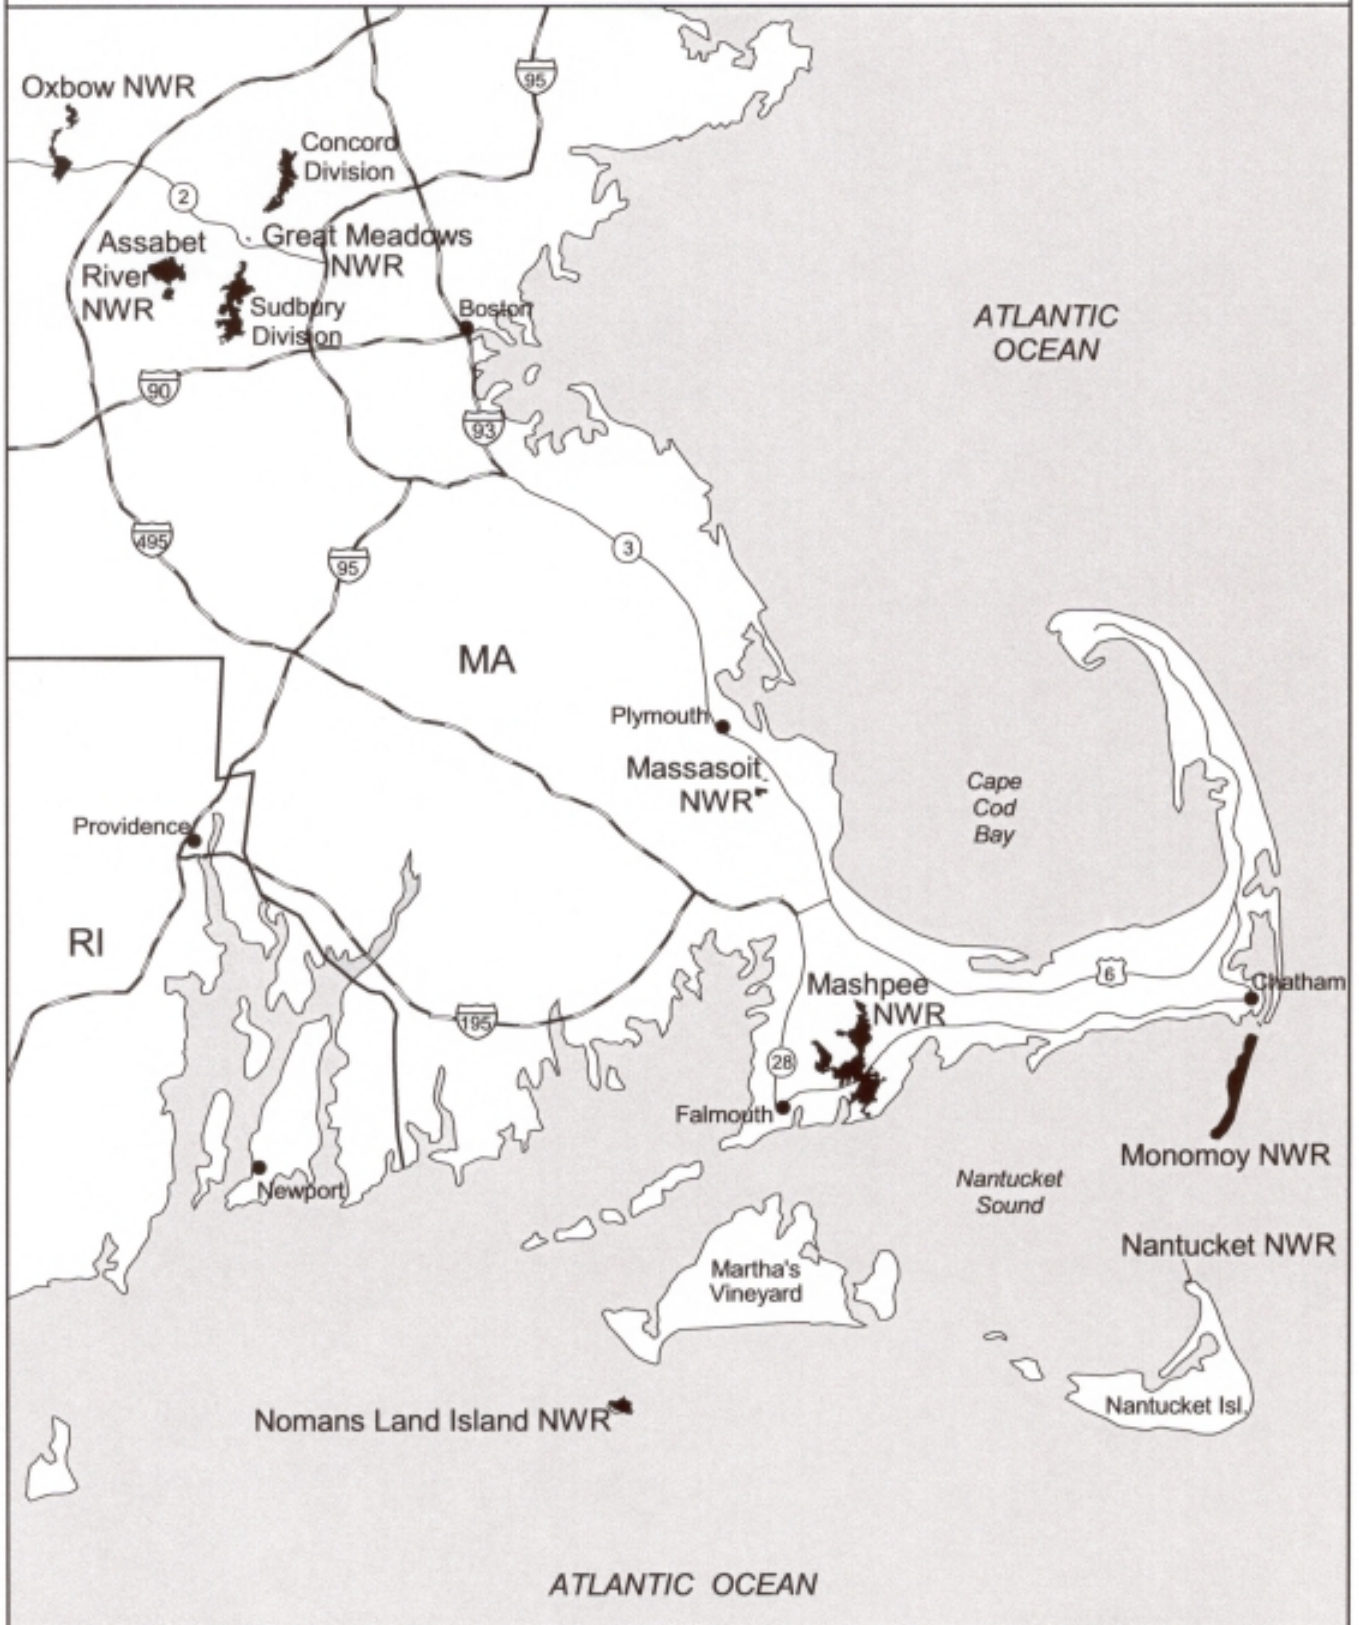 95
Oxbow NWR
Concord
Division
2
Great Meadows
NWR
Assabet
River
NWR
Sudbury
Division
Boston
ATLANTIC
OCEAN
90
93
495
95
3
MA
Plymouth
Massasoit
NWR
Cape
Cod
Bay
Providence
RI
6
Chatham
Mashpee
NWR
195
28
Falmouth
Monomoy NWR
Newport
Nantucket
Sound
Nantucket NWR
Martha's
Vineyard
Nantucket Isl.
Nomans Land Island NWR
ATLANTIC OCEAN